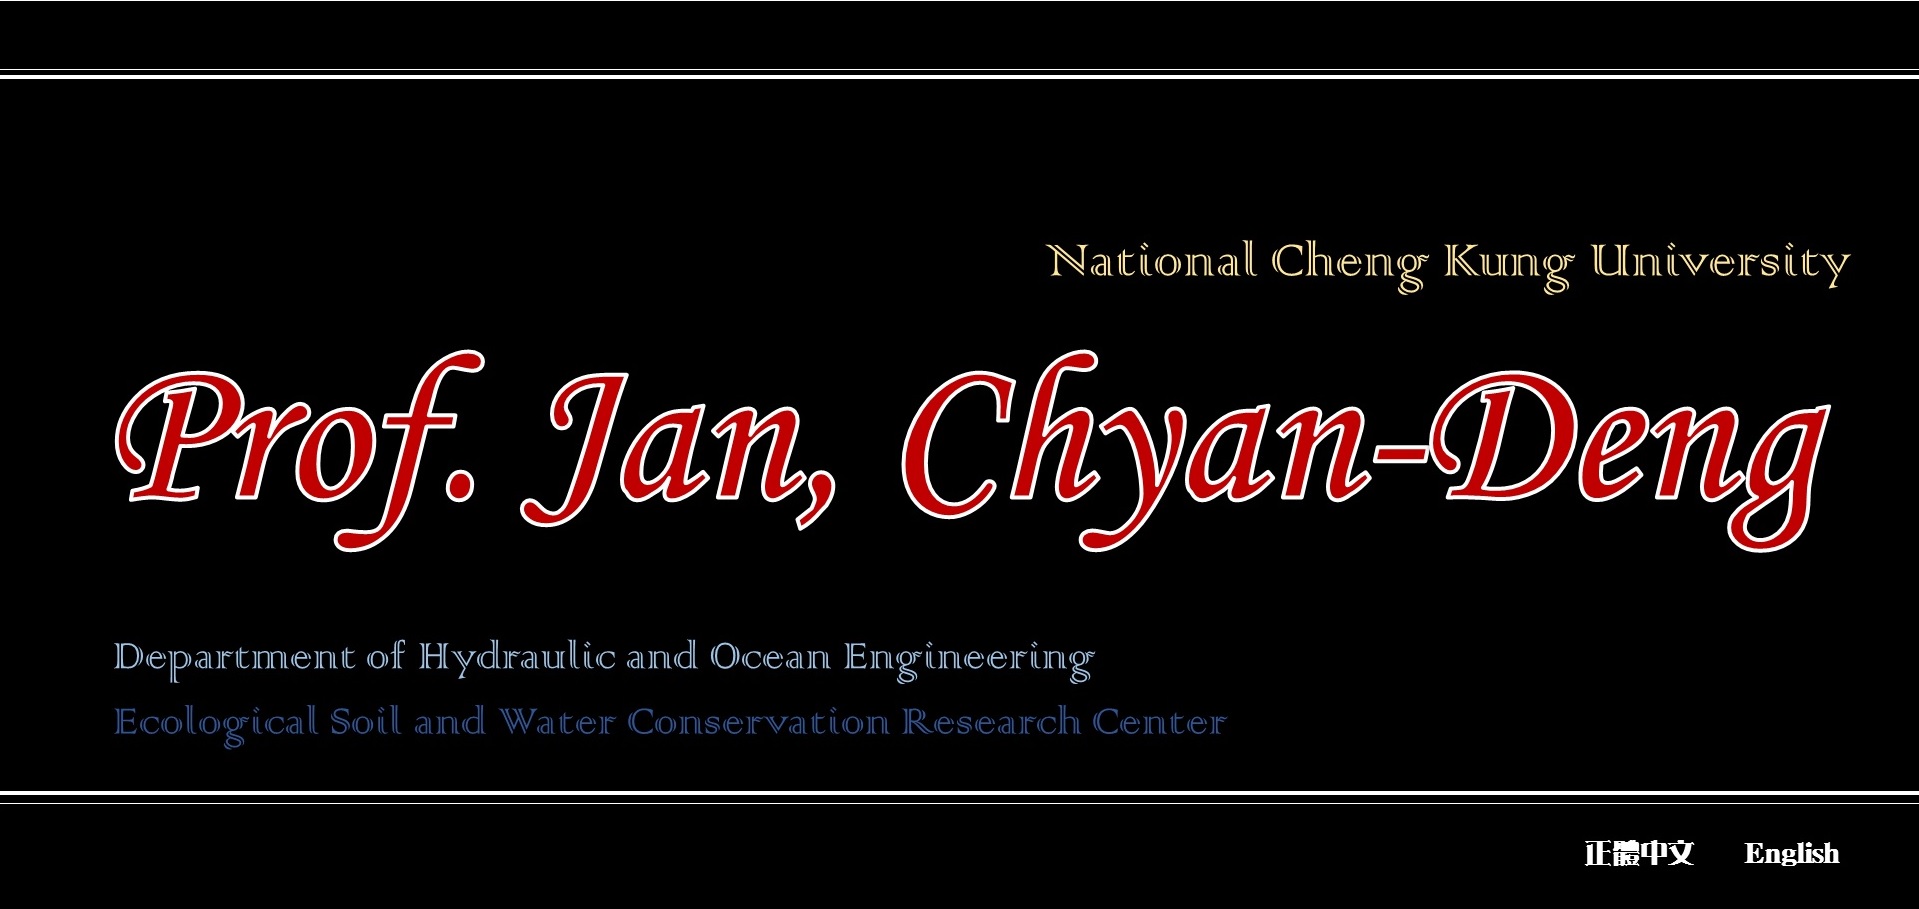 National Cheng Kung University
Prof. Jan, Chyan-Deng
Department of Hydraulic and Ocean Engineering
Ecological Soil and Water Conservation Research Center
正體中文 English